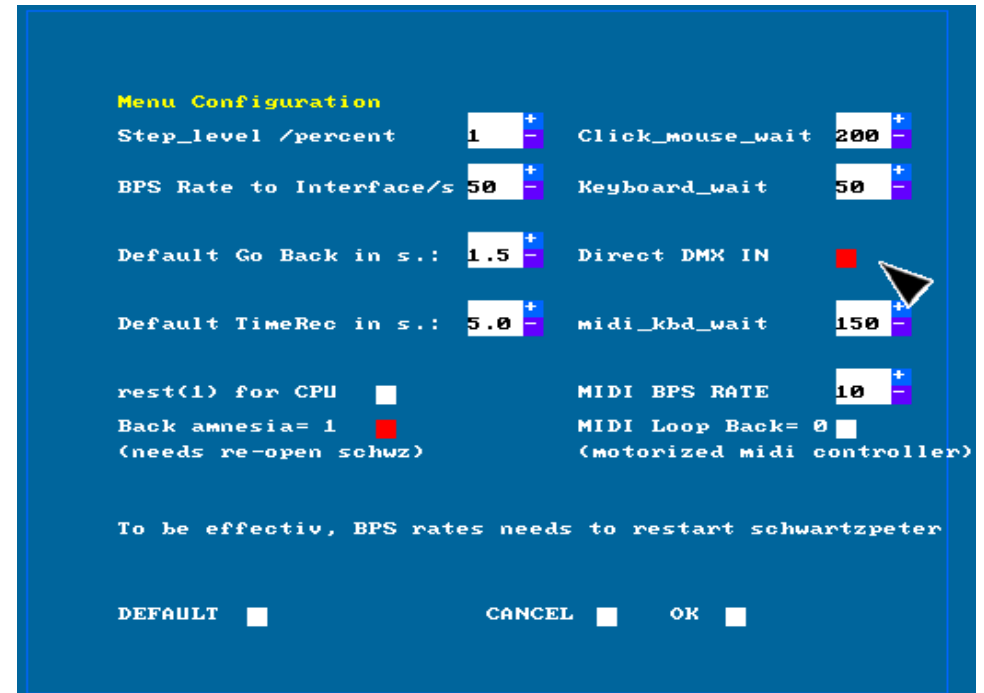 Menu Configuration
Step_level /percent 1 + - Click_mouse_wait 200 + -
BPS Rate to Interface/s 50 + - Keyboard_wait 50 + -
Default Go Back in s.: 1.5 + - Direct DMX IN
Default TimeRec in s.: 5.0 + - midi_kbd_wait 150 + -
rest(1) for CPU MIDI BPS RATE 10 + -
Back amnesia= 1 MIDI Loop Back= 0
(needs re-open schwz) (motorized midi controller)
To be effectiv, BPS rates needs to restart schwartzpeter
DEFAULT CANCEL OK